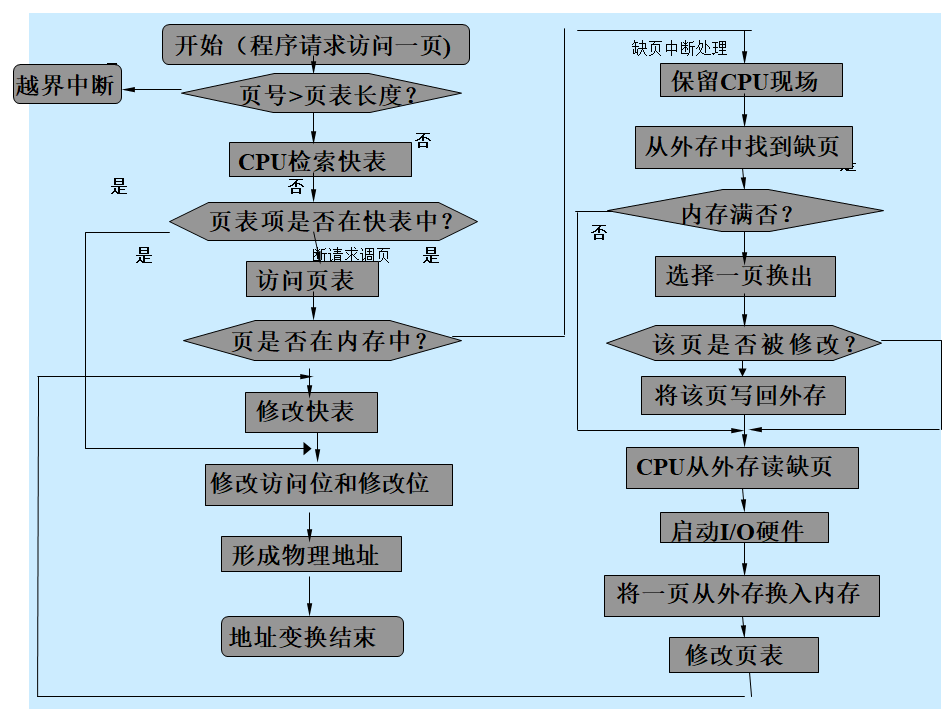 开始（程序请求访问一页)
越界中断
页号>页表长度？
否
CPU检索快表
是
否
页表项是否在快表中？
是
断请求调页
是
访问页表
页是否在内存中？
修改快表
修改访问位和修改位
形成物理地址
地址变换结束
缺页中断处理
保留CPU现场
从外存中找到缺页
是
内存满否？
否
选择一页换出
该页是否被修改？
将该页写回外存
CPU从外存读缺页
启动I/O硬件
将一页从外存换入内存
修改页表